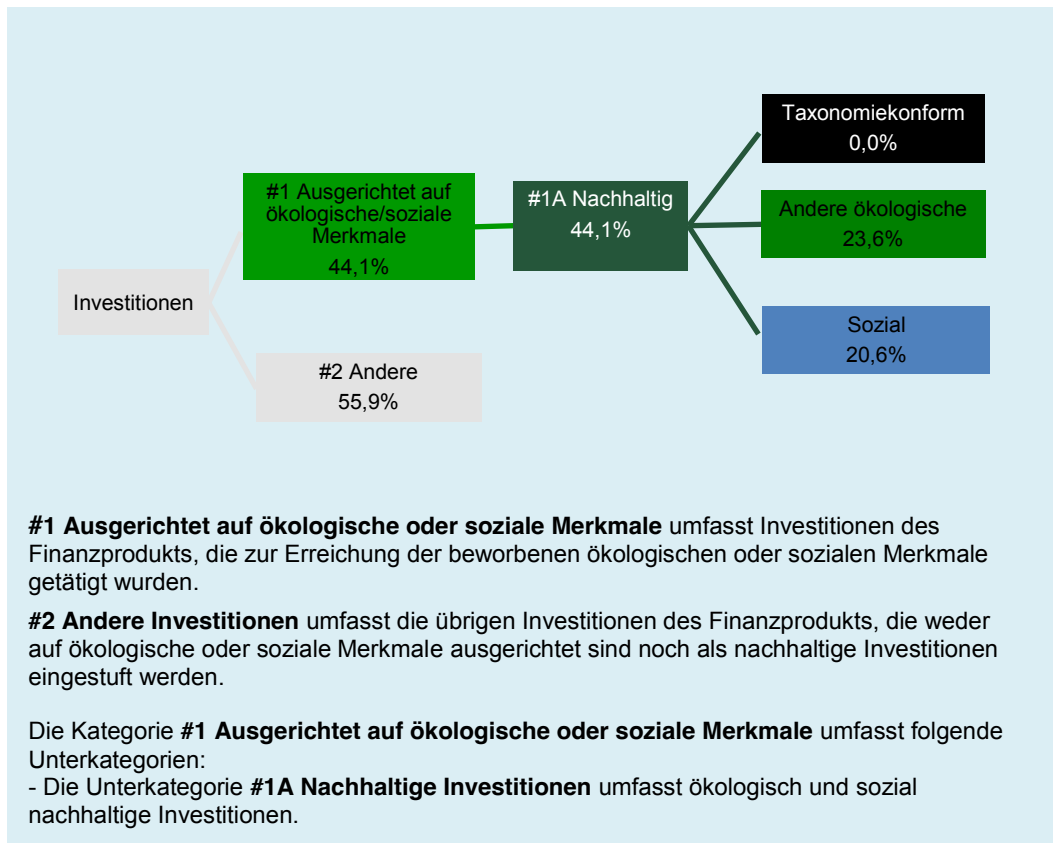 Taxonomiekonform
0,0%
#1 Ausgerichtet auf
ökologische/soziale
Merkmale
44,1%
#1A Nachhaltig
44,1%
Andere ökologische
23,6%
Investitionen
Sozial
20,6%
#2 Andere
55,9%
#1 Ausgerichtet auf ökologische oder soziale Merkmale umfasst Investitionen des
Finanzprodukts, die zur Erreichung der beworbenen ökologischen oder sozialen Merkmale
getätigt wurden.
#2 Andere Investitionen umfasst die übrigen Investitionen des Finanzprodukts, die weder
auf ökologische oder soziale Merkmale ausgerichtet sind noch als nachhaltige Investitionen
eingestuft werden.
Die Kategorie #1 Ausgerichtet auf ökologische oder soziale Merkmale umfasst folgende
Unterkategorien:
- Die Unterkategorie #1A Nachhaltige Investitionen umfasst ökologisch und sozial
nachhaltige Investitionen.